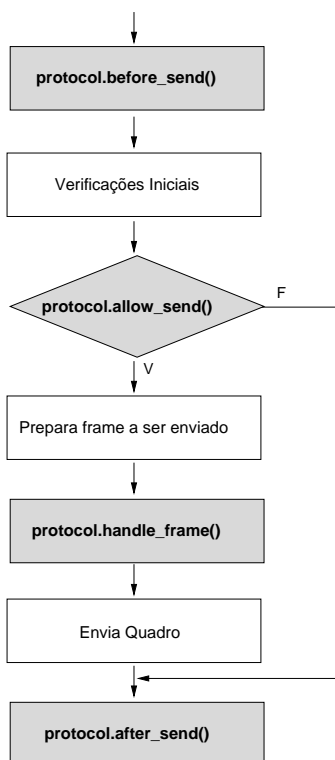 protocol.before_send()
Verificações Iniciais
protocol.allow_send()
F
V
Prepara frame a ser enviado
protocol.handle_frame()
Envia Quadro
protocol.after_send()